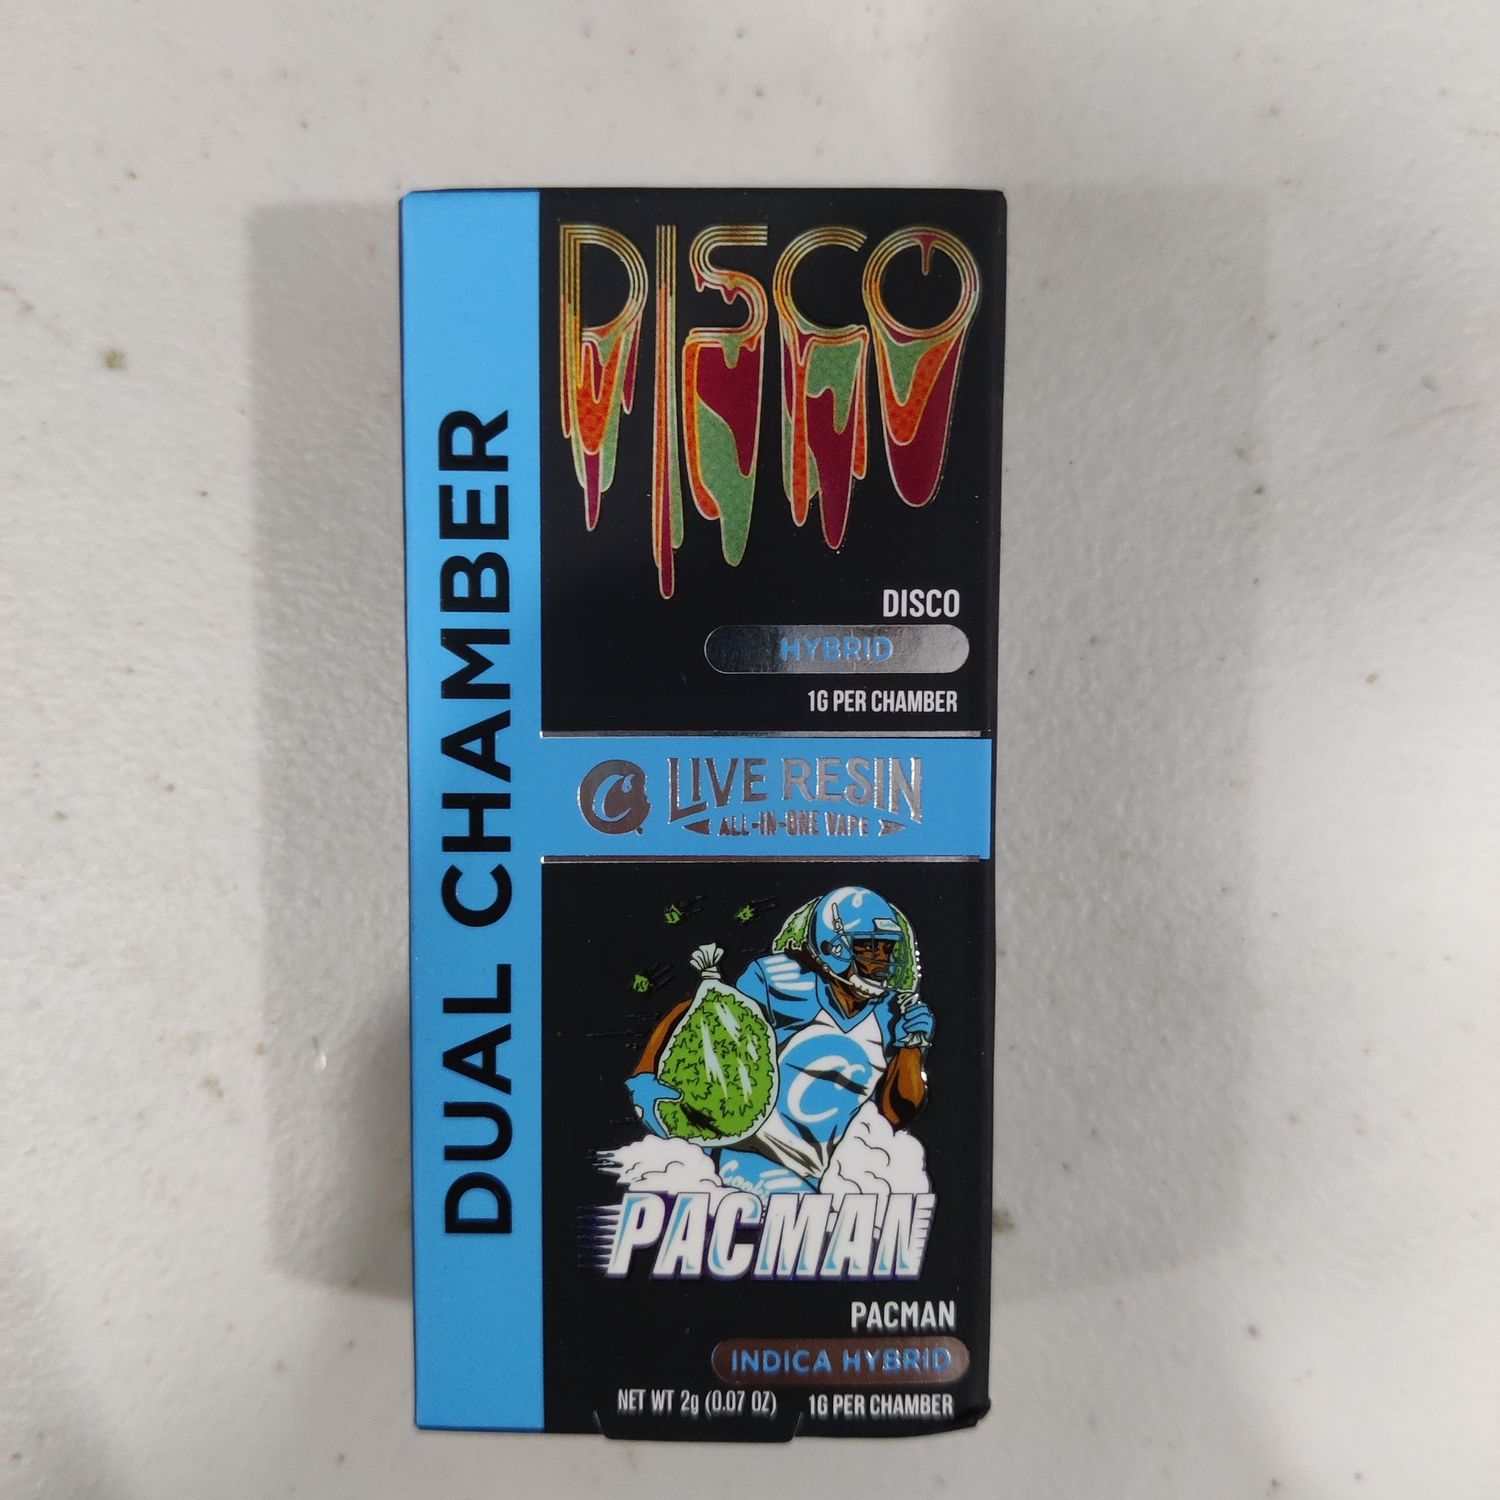 DUAL CHAMBER
DISCO
DISCO
HYBRID
1G PER CHAMBER
C
LIVE RESIN
ALL-IN-ONE VAPE
C
C
PACMAN
PACMAN
INDICA HYBRID
NET WT 2g (0.07 OZ) 1G PER CHAMBER